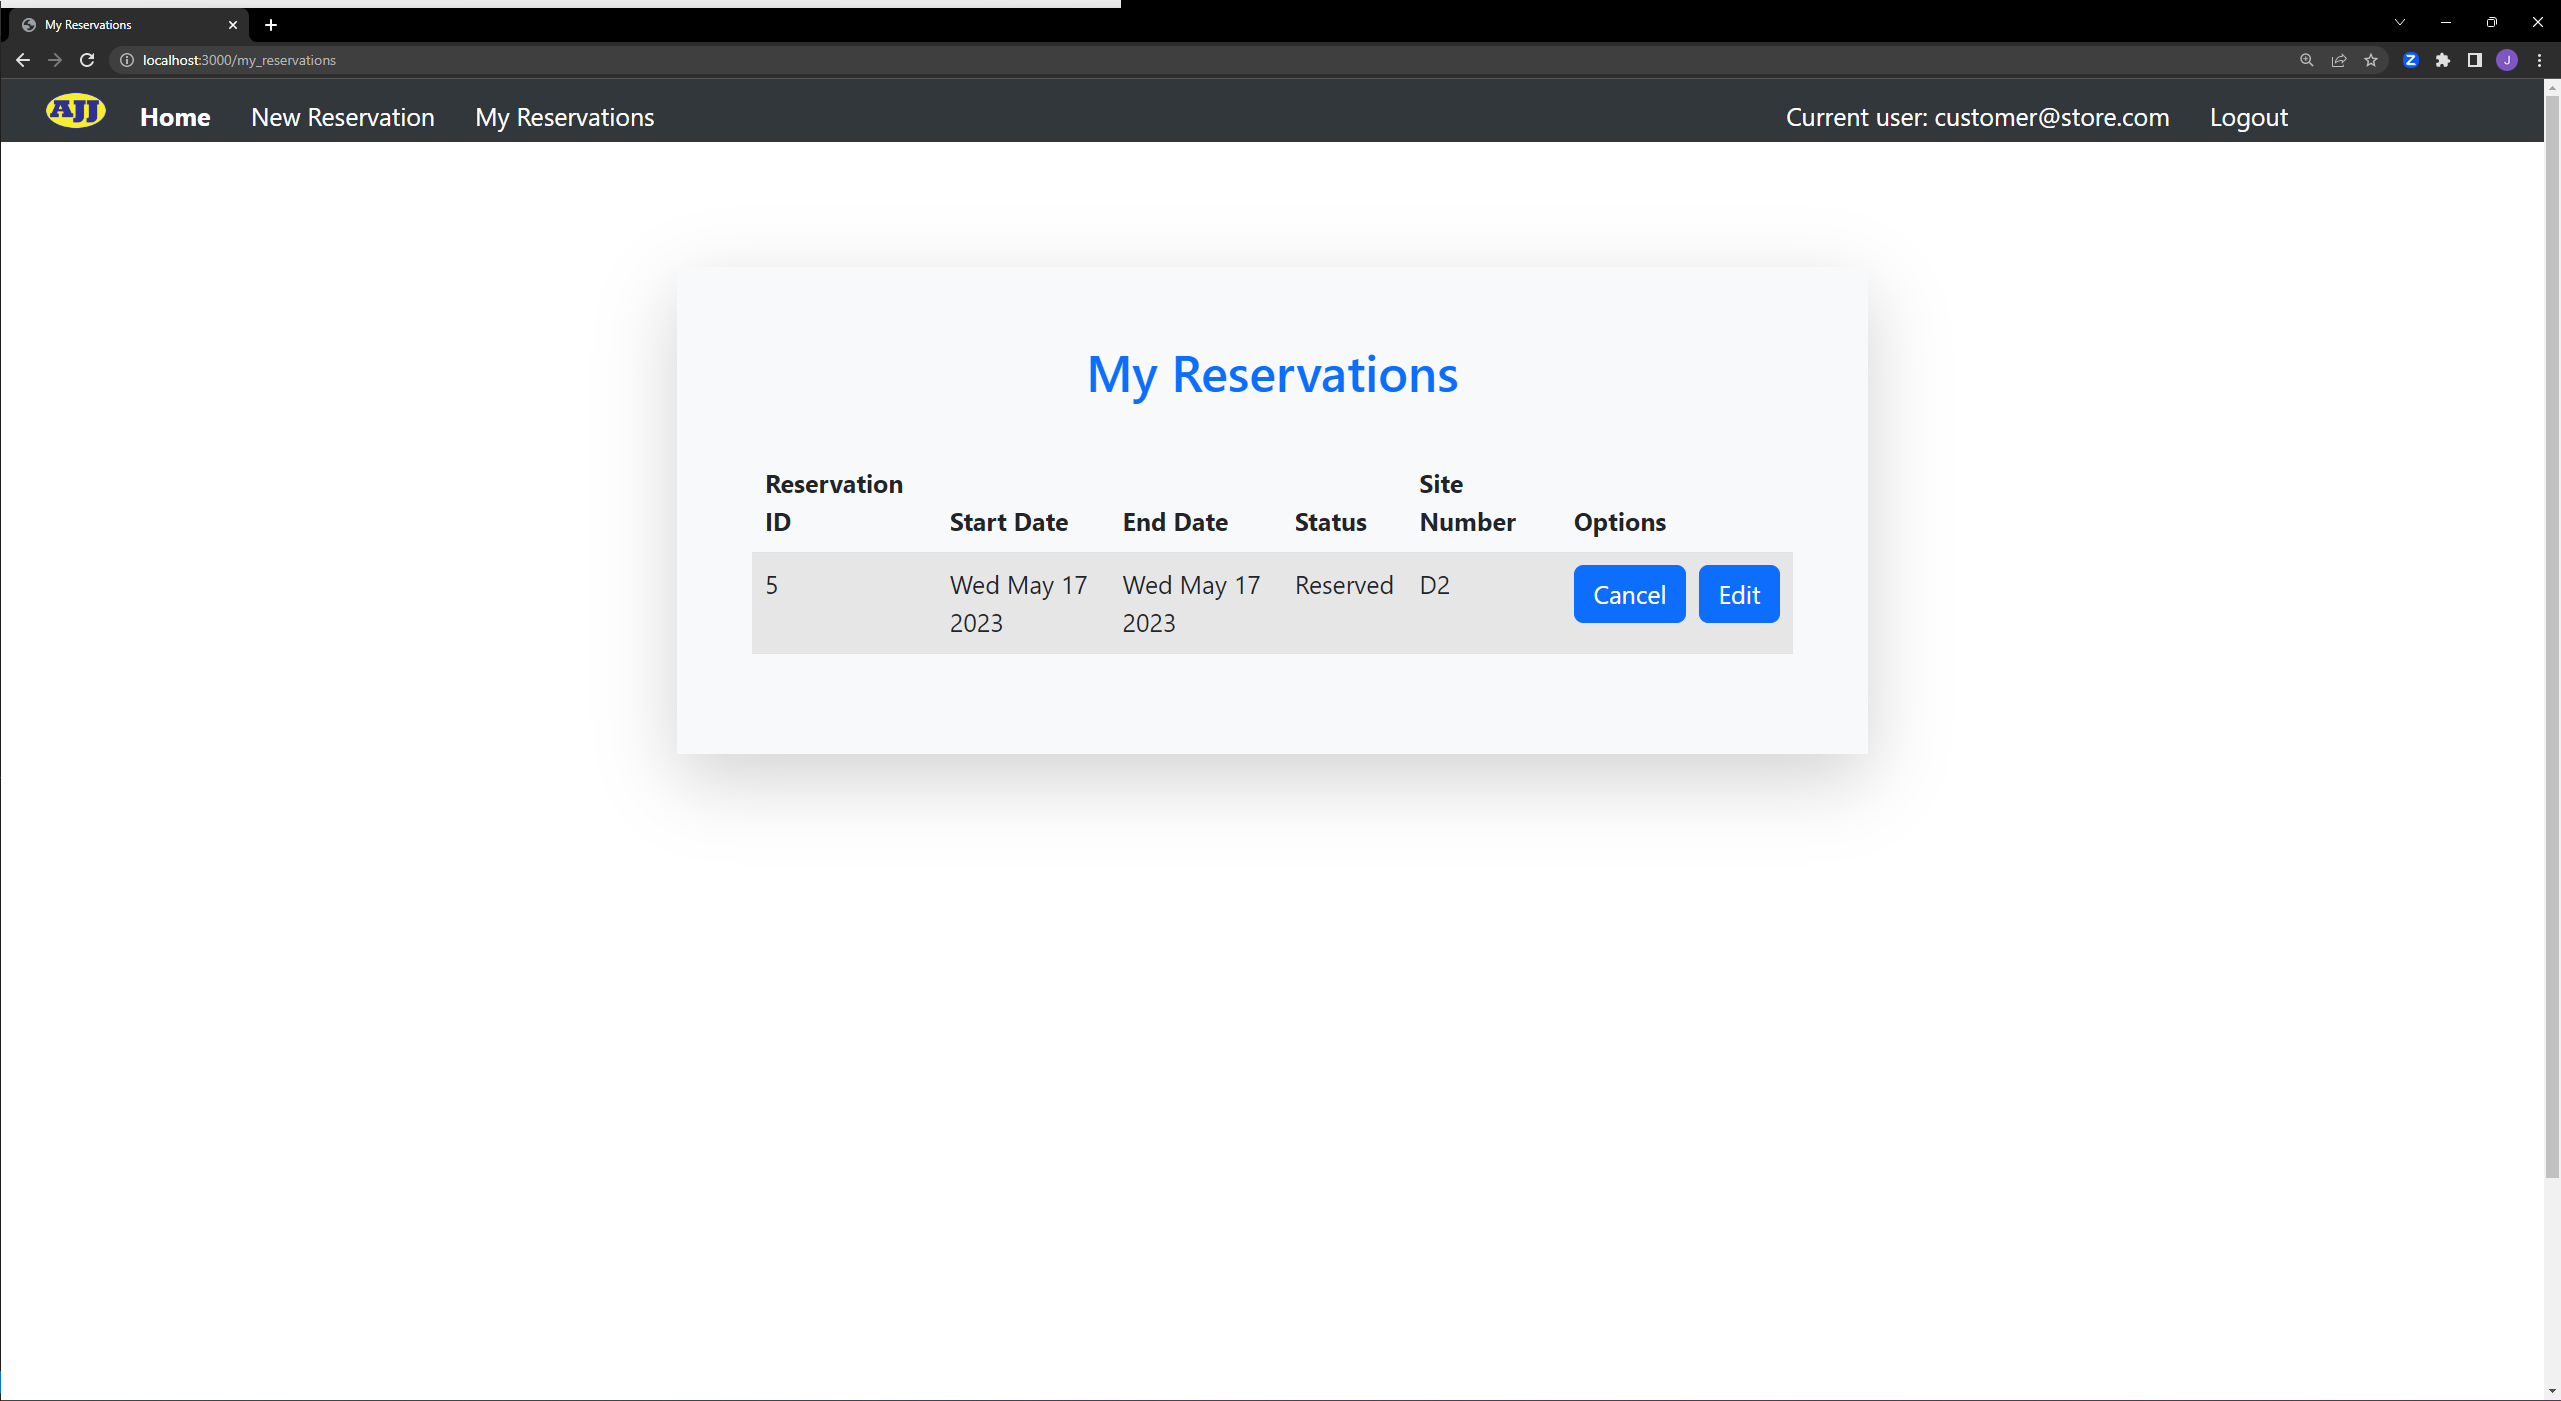 My Reservations
localhost:3000/my_reservations
Z
J
AJJ Home New Reservation My Reservations Current user: customer@store.com Logout
My Reservations
Reservation ID Start Date End Date Status Site Number Options
5 Wed May 17 2023 Wed May 17 2023 Reserved D2 Cancel Edit